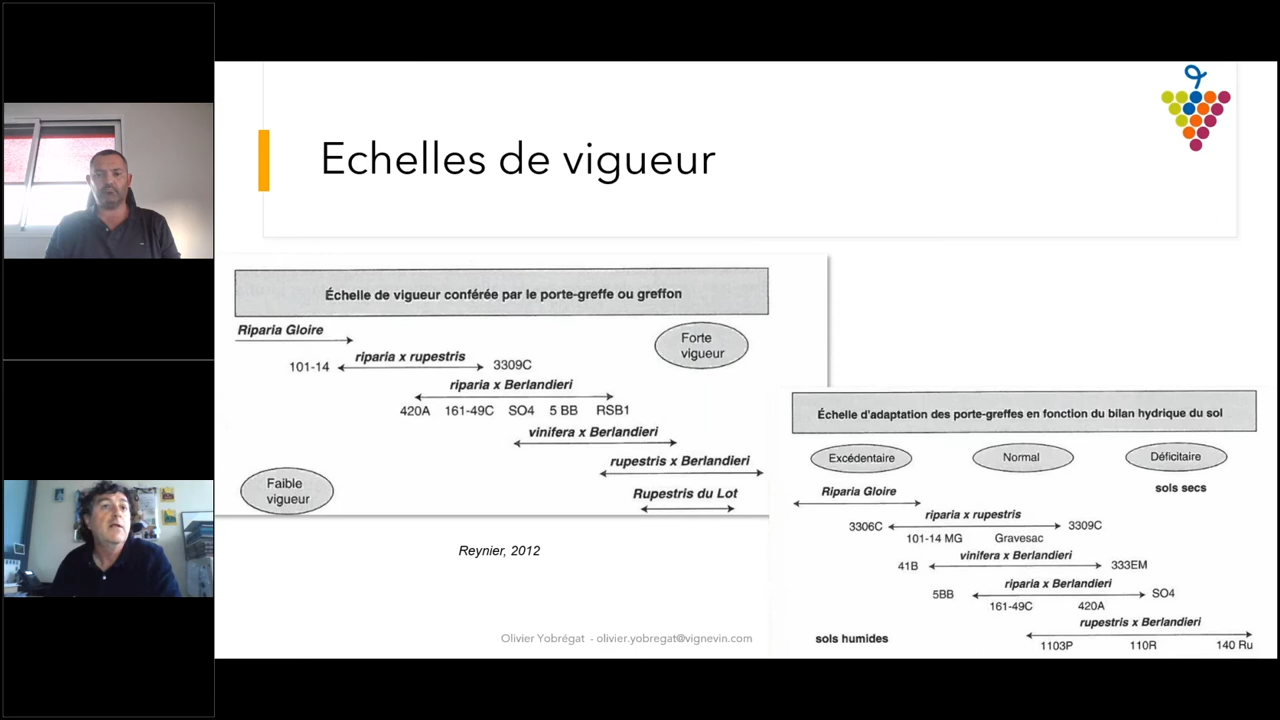 Echelles de vigueur
Échelle de vigueur conférée par le porte-greffe ou greffon
Riparia Gloire
Forte
vigueur
riparia x rupestris
101-14 3309C
riparia x Berlandieri
420A 161-49C SO4 5 BB RSB1
vinifera x Berlandieri
rupestris x Berlandieri
Faible
vigueur
Rupestris du Lot
Reynier, 2012
Échelle d'adaptation des porte-greffes en fonction du bilan hydrique du sol
Excédentaire Normal Déficitaire
sols secs
Riparia Gloire
riparia x rupestris
3306C 3309C
101-14 MG Gravesac
vinifera x Berlandieri
41B 333EM
riparia x Berlandieri
5BB SO4
161-49C 420A
rupestris x Berlandieri
sols humides
1103P 110R 140 Ru
Olivier Yobrégat - olivier.yobregat@vignevin.com